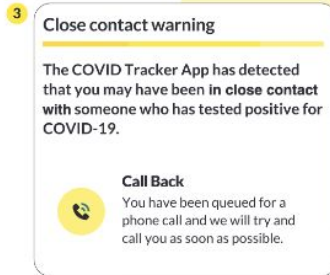 3
Close contact warning
The COVID Tracker App has detected
that you may have been in close contact
with someone who has tested positive for
COVID-19.
Call Back
You have been queued for a
phone call and we will try and
call you as soon as possible.